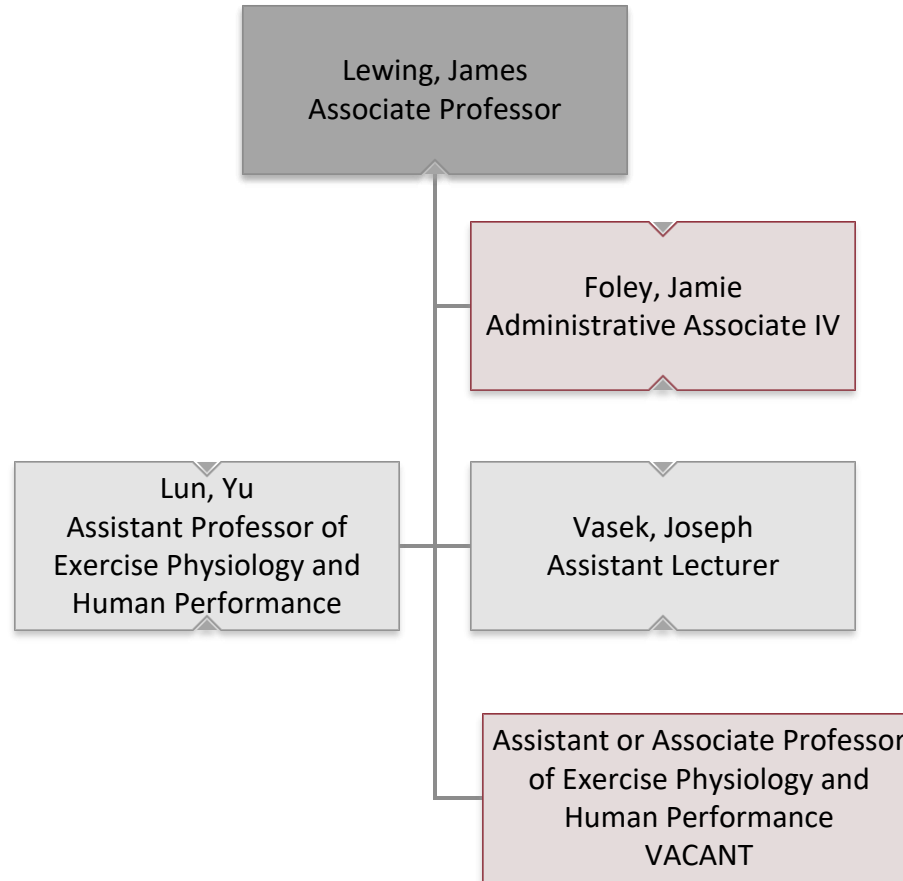 Lewing, James
Associate Professor
Foley, Jamie
Administrative Associate IV
Lun, Yu
Assistant Professor of
Exercise Physiology and
Human Performance
Vasek, Joseph
Assistant Lecturer
Assistant or Associate Professor
of Exercise Physiology and
Human Performance
VACANT